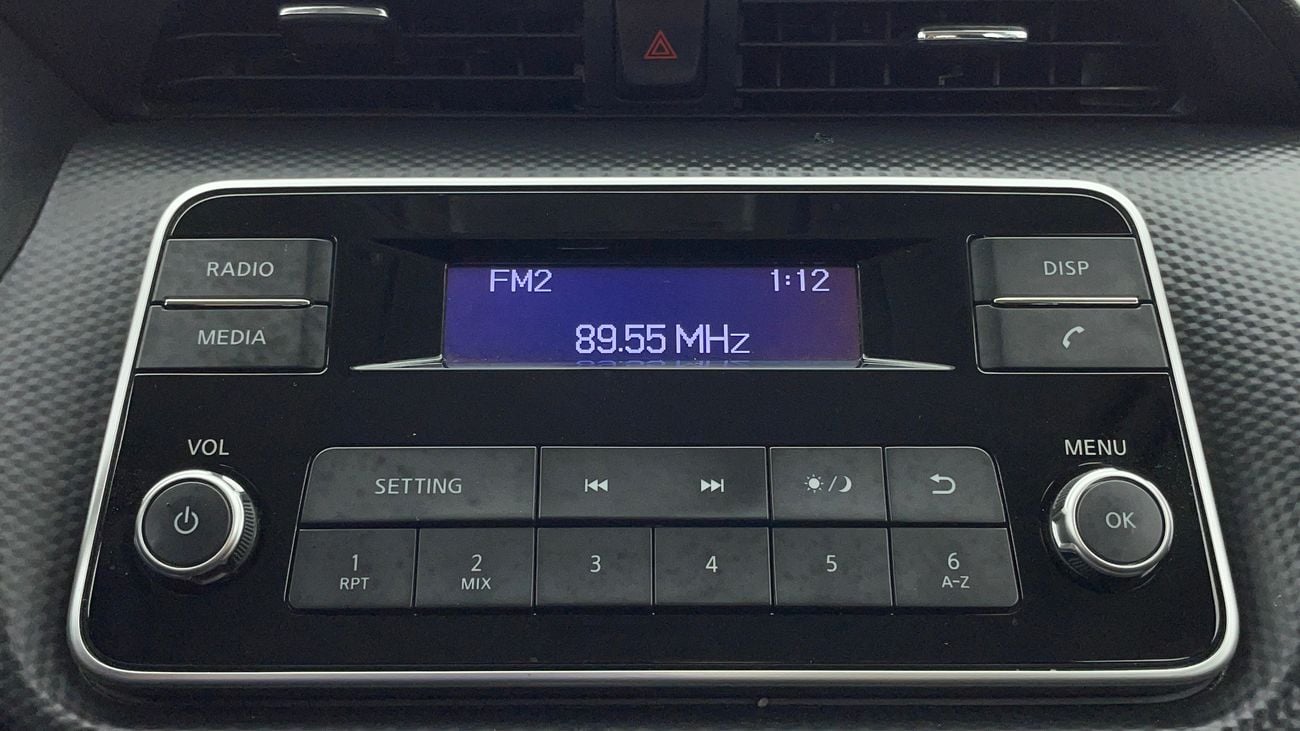 RADIO
MEDIA
FM2 1:12
89.55 MHz
DISP
VOL
MENU
SETTING
OK
1 2 3 4 5 6
RPT MIX A-Z